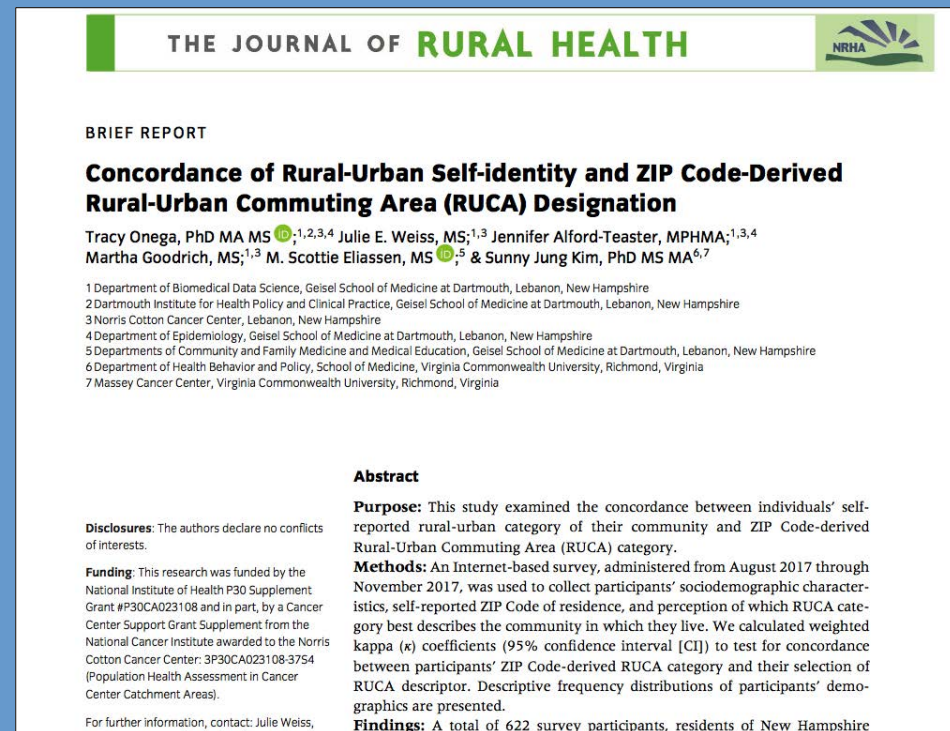 THE JOURNAL OF RURAL HEALTH
NRHA
BRIEF REPORT
Concordance of Rural-Urban Self-identity and ZIP Code-Derived
Rural-Urban Commuting Area (RUCA) Designation
Tracy Onega, PhD MA MS iD;1,2,3,4 Julie E. Weiss, MS;1,3 Jennifer Alford-Teaster, MPHMA;1,3,4
Martha Goodrich, MS;1,3 M. Scottie Eliassen, MS iD;5 & Sunny Jung Kim, PhD MS MA6,7
1 Department of Biomedical Data Science, Geisel School of Medicine at Dartmouth, Lebanon, New Hampshire
2 Dartmouth Institute for Health Policy and Clinical Practice, Geisel School of Medicine at Dartmouth, Lebanon, New Hampshire
3 Norris Cotton Cancer Center, Lebanon, New Hampshire
4 Department of Epidemiology, Geisel School of Medicine at Dartmouth, Lebanon, New Hampshire
5 Departments of Community and Family Medicine and Medical Education, Geisel School of Medicine at Dartmouth, Lebanon, New Hampshire
6 Department of Health Behavior and Policy, School of Medicine, Virginia Commonwealth University, Richmond, Virginia
7 Massey Cancer Center, Virginia Commonwealth University, Richmond, Virginia
Disclosures: The authors declare no conflicts
of interests.
Funding: This research was funded by the
National Institute of Health P30 Supplement
Grant #P30CA023108 and in part, by a Cancer
Center Support Grant Supplement from the
National Cancer Institute awarded to the Norris
Cotton Cancer Center: 3P30CA023108-37S4
(Population Health Assessment in Cancer
Center Catchment Areas).
For further information, contact: Julie Weiss,
Abstract
Purpose: This study examined the concordance between individuals' self-
reported rural-urban category of their community and ZIP Code-derived
Rural-Urban Commuting Area (RUCA) category.
Methods: An Internet-based survey, administered from August 2017 through
November 2017, was used to collect participants' sociodemographic character-
istics, self-reported ZIP Code of residence, and perception of which RUCA cate-
gory best describes the community in which they live. We calculated weighted
kappa (κ) coefficients (95% confidence interval [CI]) to test for concordance
between participants' ZIP Code-derived RUCA category and their selection of
RUCA descriptor. Descriptive frequency distributions of participants' demo-
graphics are presented.
Findings: A total of 622 survey participants, residents of New Hampshire